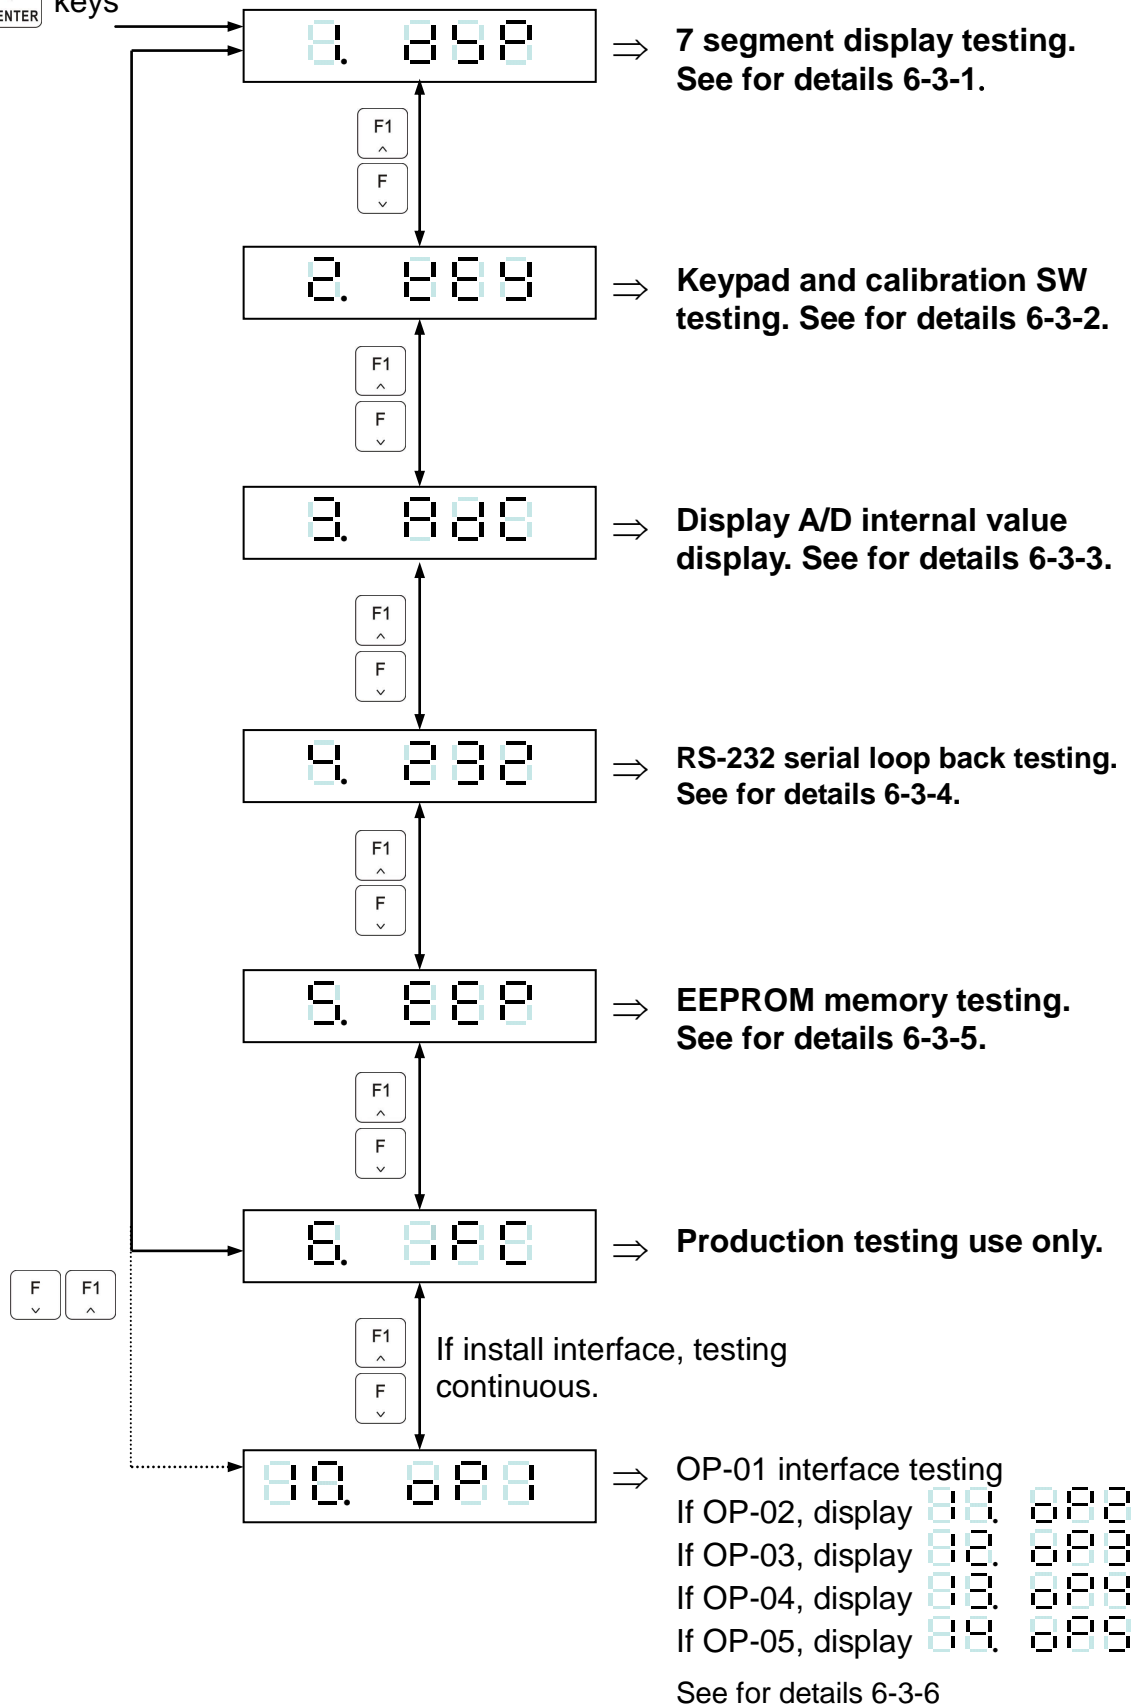 ENTER keys
1. dSP ⇒ 7 segment display testing.
See for details 6-3-1.
F1
F
2. KEY ⇒ Keypad and calibration SW
testing. See for details 6-3-2.
F1
F
3. AdC ⇒ Display A/D internal value
display. See for details 6-3-3.
F1
F
4. 232 ⇒ RS-232 serial loop back testing.
See for details 6-3-4.
F1
F
5. EEP ⇒ EEPROM memory testing.
See for details 6-3-5.
F1
F
6. iFC ⇒ Production testing use only.
F F1
F1
F
If install interface, testing
continuous.
10. oP1 ⇒ OP-01 interface testing
If OP-02, display 11. oP2
If OP-03, display 12. oP3
If OP-04, display 13. oP4
If OP-05, display 14. oP5
See for details 6-3-6